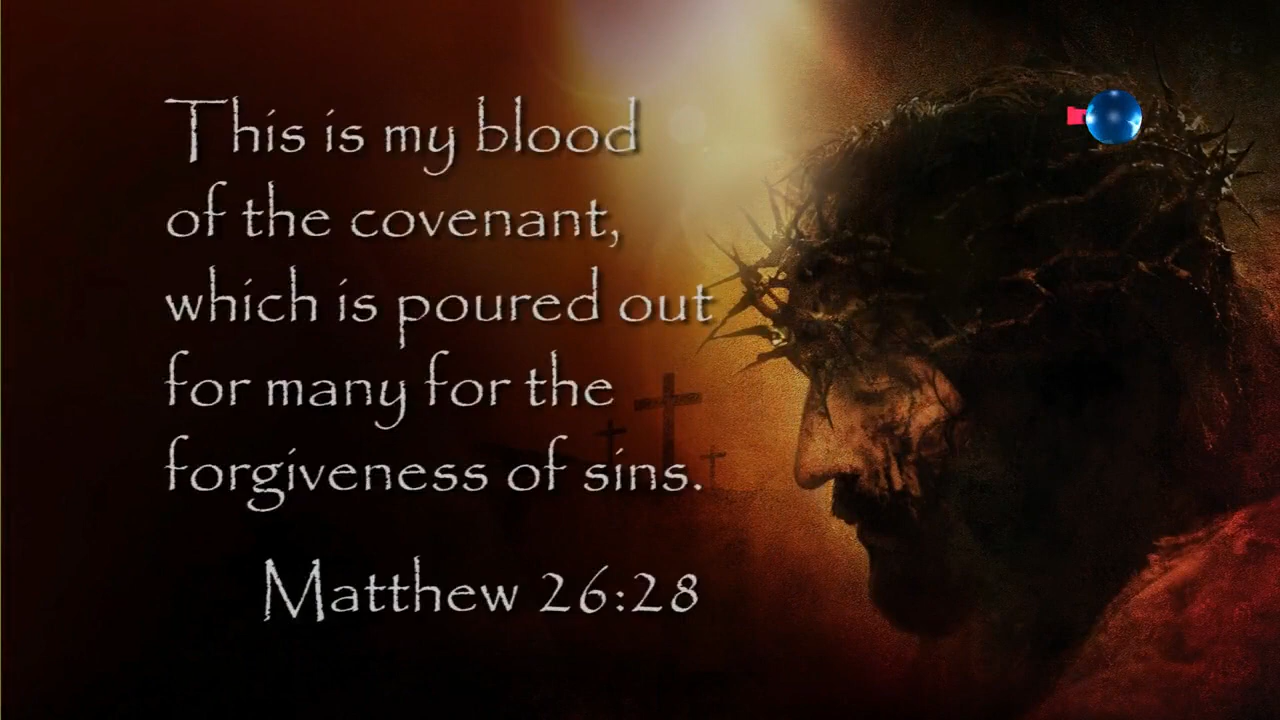 This is my blood
of the covenant,
which is poured out
for many for the
forgiveness of sins.
Matthew 26:28